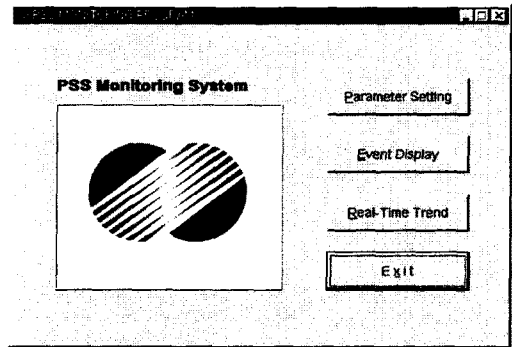 PSS Monitoring System
Parameter Setting
Event Display
Real-Time Trend
Exit